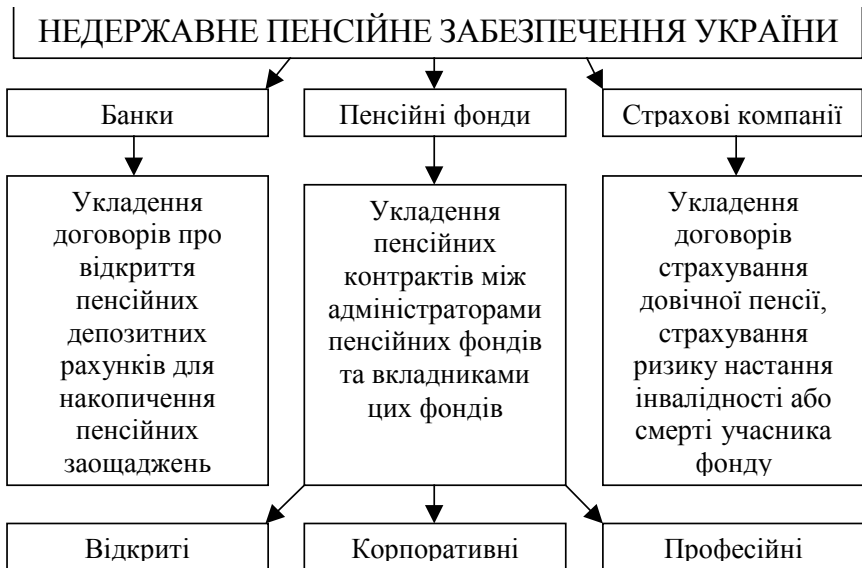 НЕДЕРЖАВНЕ ПЕНСІЙНЕ ЗАБЕЗПЕЧЕННЯ УКРАЇНИ
Банки
Пенсійні фонди
Страхові компанії
Укладення
договорів про
відкриття
пенсійних
депозитних
рахунків для
накопичення
пенсійних
заощаджень
Укладення
пенсійних
контрактів між
адміністраторами
пенсійних фондів
та вкладниками
цих фондів
Укладення
договорів
страхування
довічної пенсії,
страхування
ризику настання
інвалідності або
смерті учасника
фонду
Відкриті
Корпоративні
Професійні